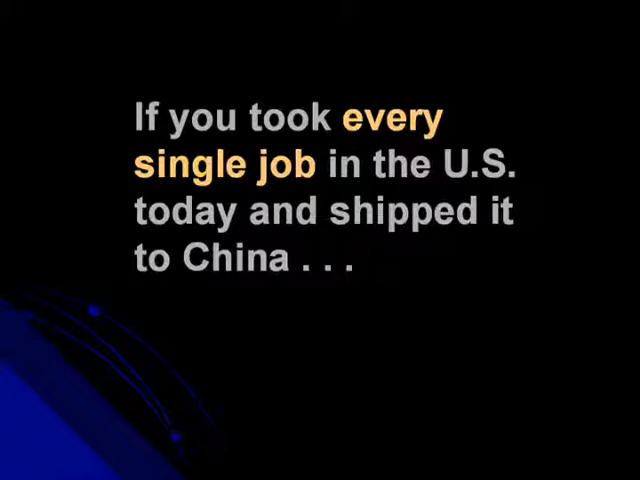 If you took every
single job in the U.S.
today and shipped it
to China . . .